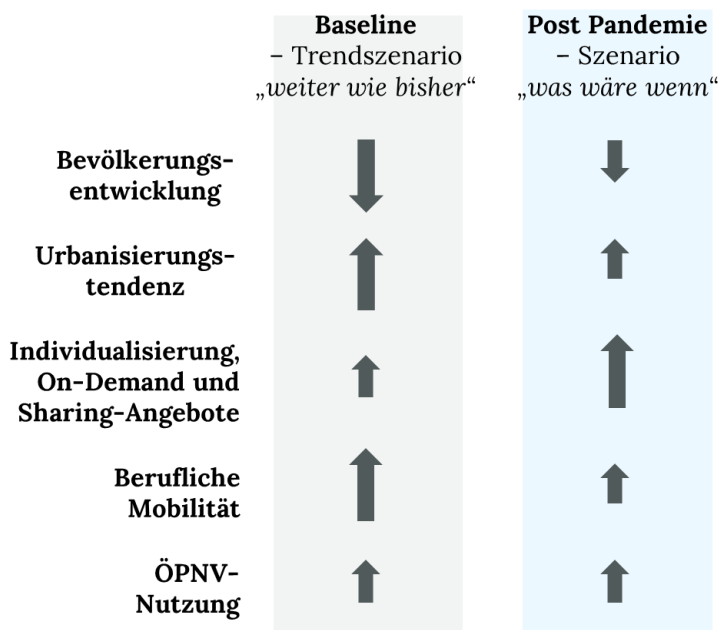 Baseline
– Trendszenario
„weiter wie bisher“
Post Pandemie
– Szenario
„was wäre wenn“
Bevölkerungs-
entwicklung
Urbanisierungs-
tendenz
Individualisierung,
On-Demand und
Sharing-Angebote
Berufliche
Mobilität
ÖPNV-
Nutzung